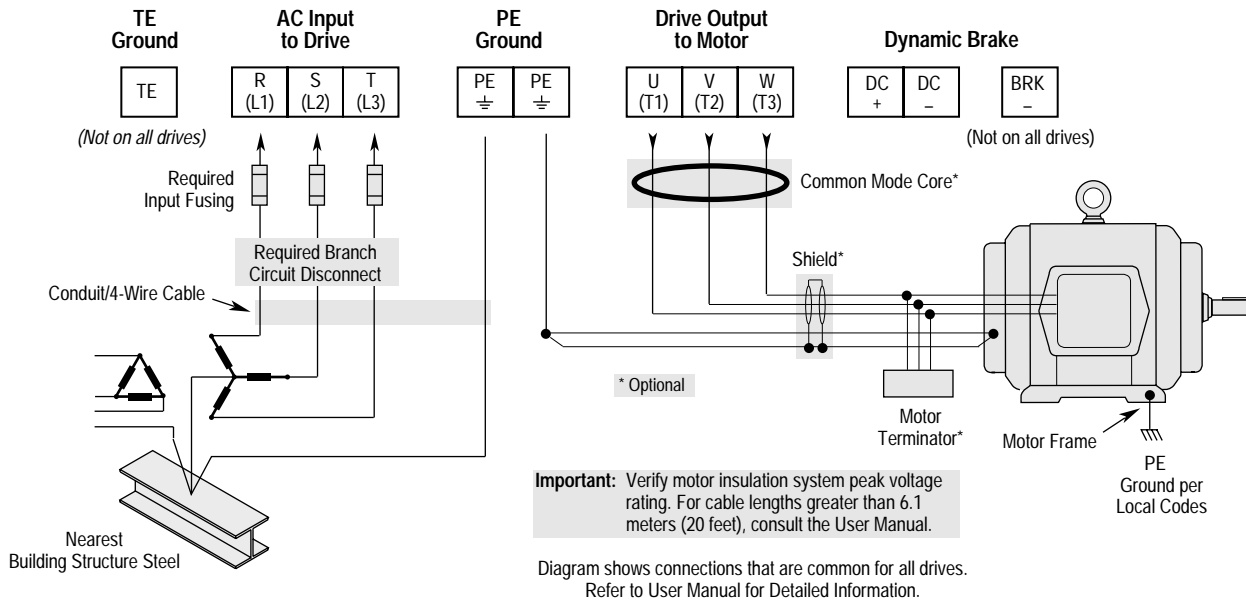 TE
Ground
AC Input
to Drive
PE
Ground
Drive Output
to Motor
Dynamic Brake
TE
R
(L1)
S
(L2)
T
(L3)
PE
PE
U
(T1)
V
(T2)
W
(T3)
DC
+
DC
–
BRK
–
(Not on all drives)
(Not on all drives)
Required
Input Fusing
Common Mode Core*
Required Branch
Circuit Disconnect
Shield*
Conduit/4-Wire Cable
* Optional
Motor
Terminator*
Motor Frame
PE
Ground per
Local Codes
Important: Verify motor insulation system peak voltage
rating. For cable lengths greater than 6.1
meters (20 feet), consult the User Manual.
Nearest
Building Structure Steel
Diagram shows connections that are common for all drives.
Refer to User Manual for Detailed Information.